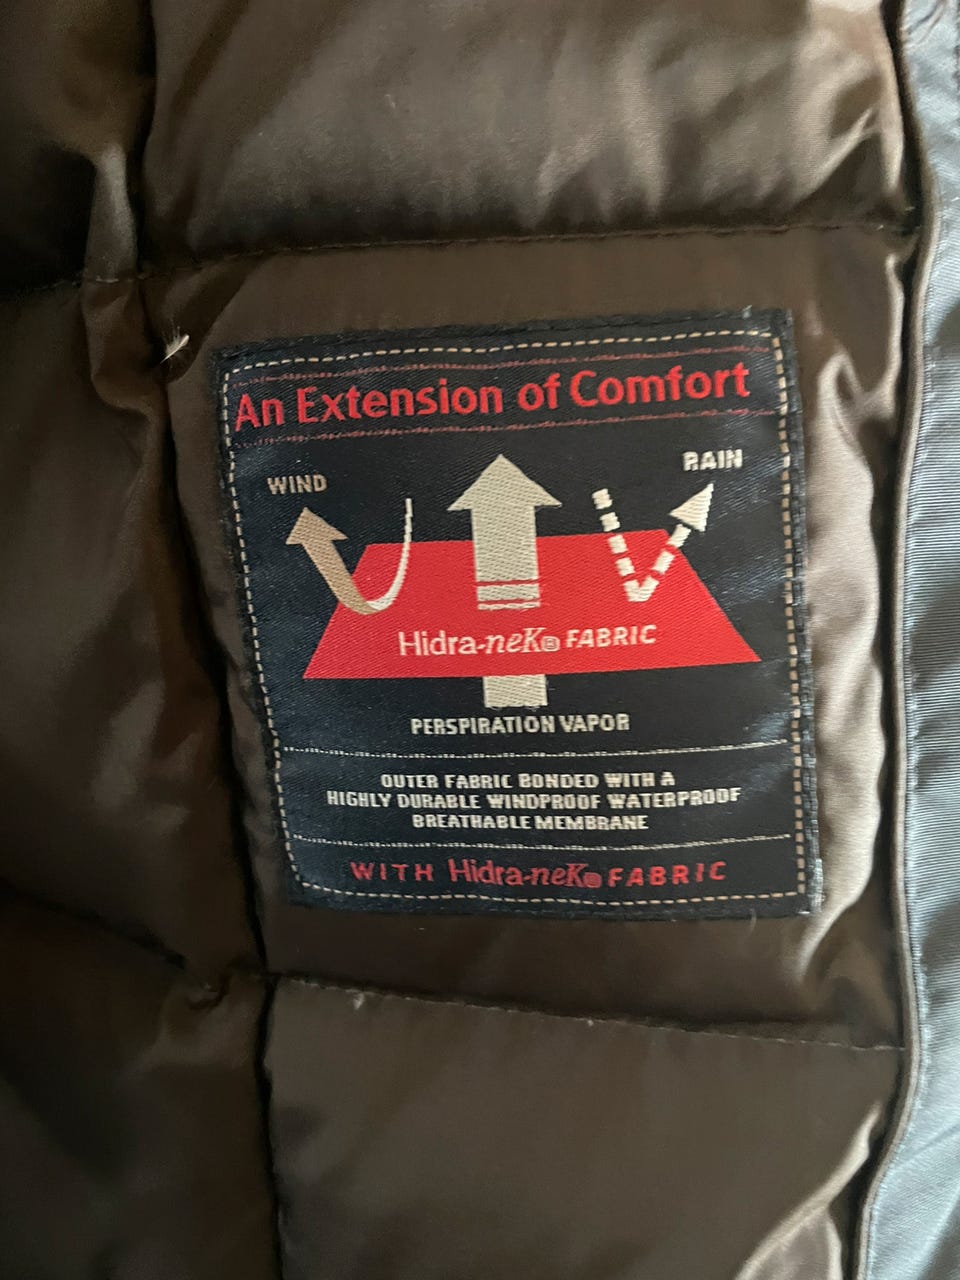 An Extension of Comfort
WIND
RAIN
Hidra-neK® FABRIC
PERSPIRATION VAPOR
OUTER FABRIC BONDED WITH A
HIGHLY DURABLE WINDPROOF WATERPROOF
BREATHABLE MEMBRANE
WITH Hidra-neK® FABRIC